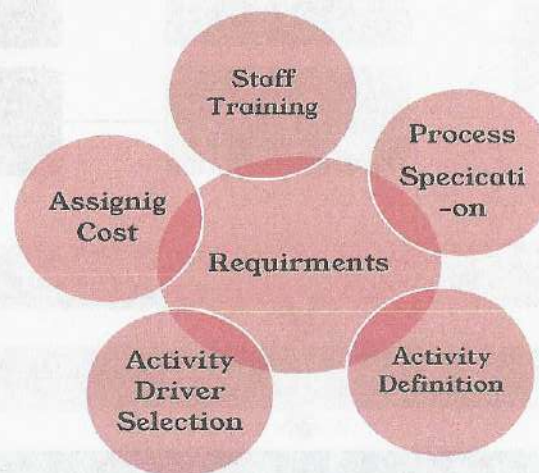 Staff
Training
Process
Specicati
-on
Assignig
Cost
Requirments
Activity
Driver
Selection
Activity
Definition